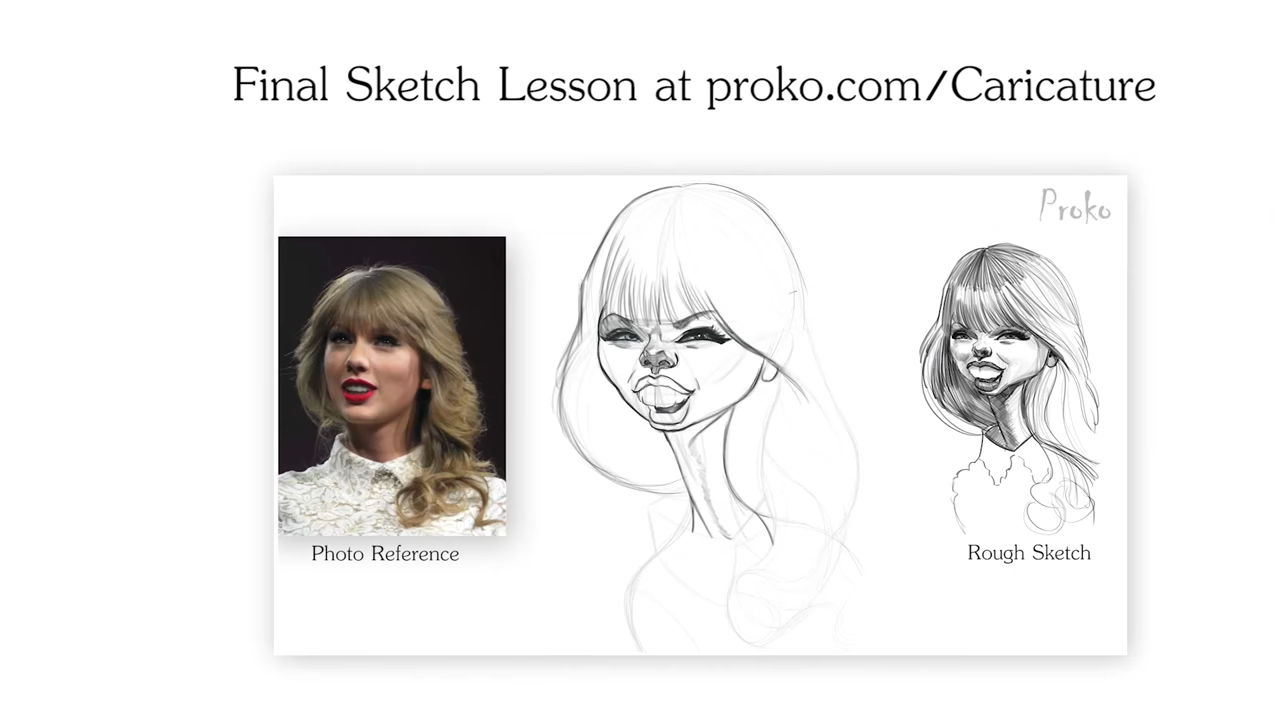 Final Sketch Lesson at proko.com/Caricature
Proko
Photo Reference
Rough Sketch